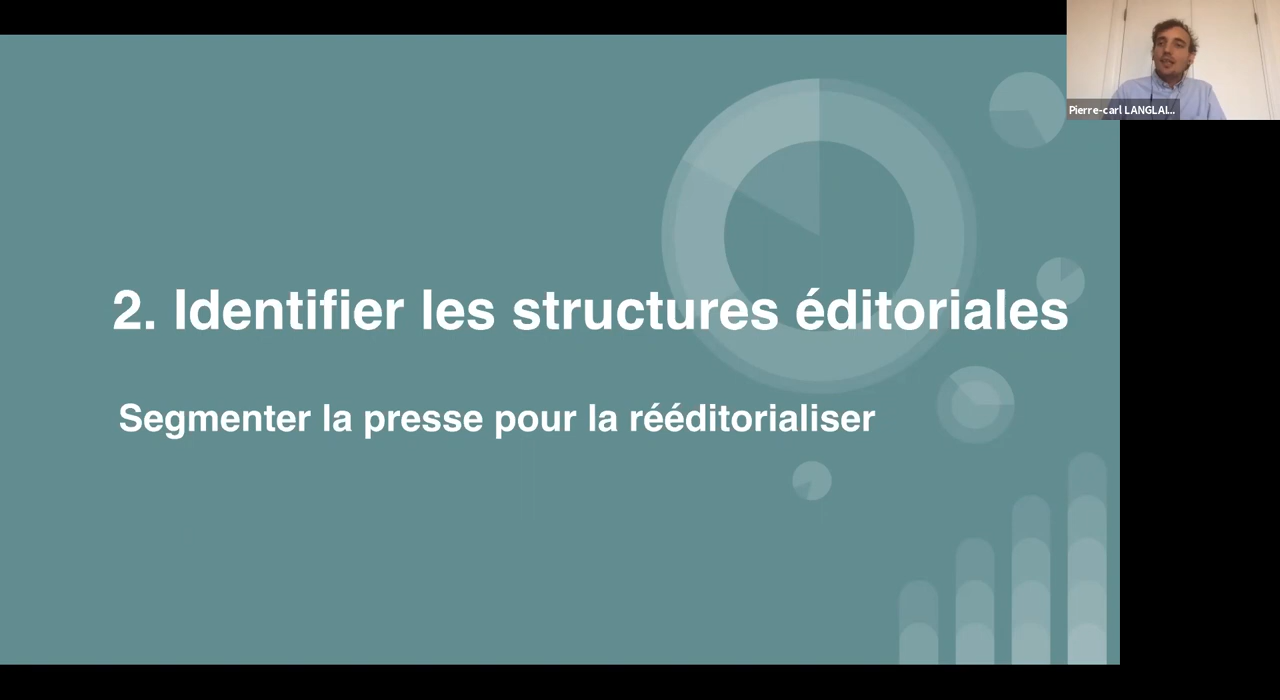 Pierre-carl LANGLAI...
2. Identifier les structures éditoriales
Segmenter la presse pour la rééditorialiser